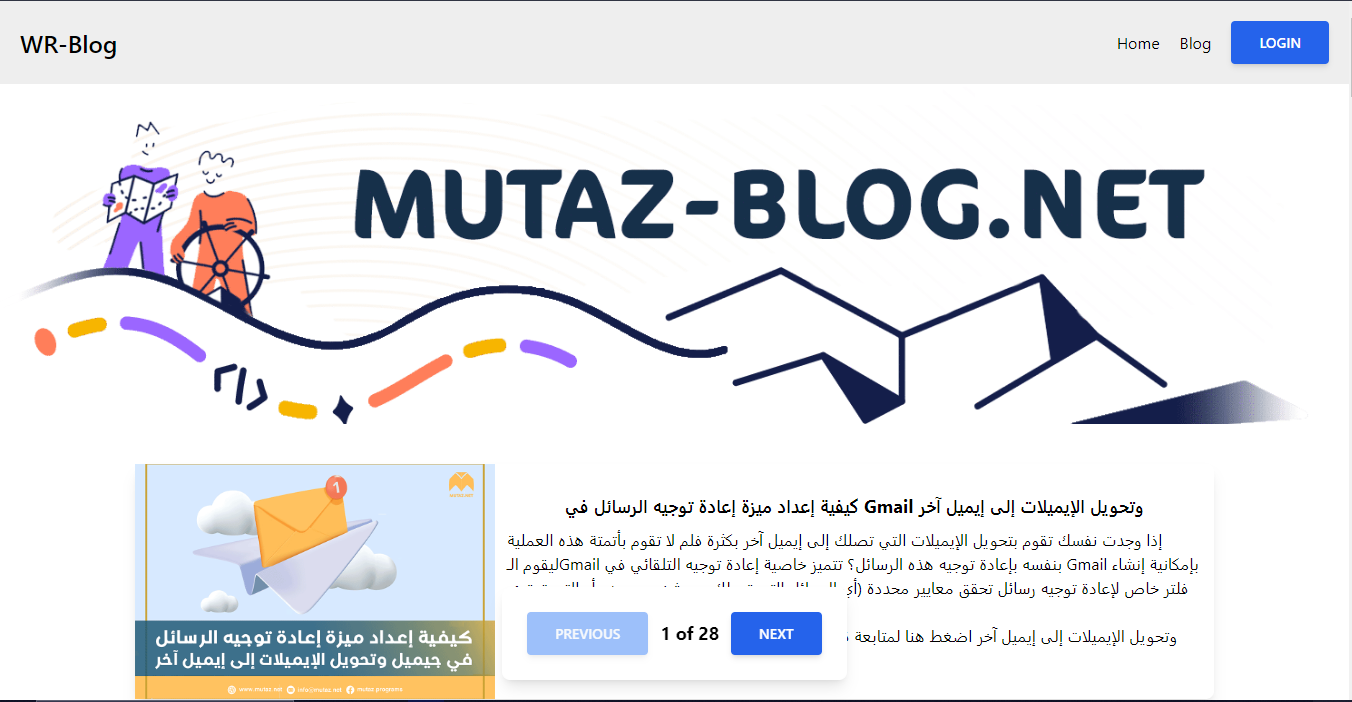 WR-Blog
Home
Blog
LOGIN
MUTAZ-BLOG.NET
1
MUTAZ.NET
كيفية إعداد ميزة إعادة توجيه الرسائل
في جيميل وتحويل الإيميلات إلى إيميل آخر
www.mutaz.net
info@mutaz.net
mutaz.programs
وتحويل الإيميلات إلى إيميل آخر Gmail كيفية إعداد ميزة إعادة توجيه الرسائل في
إذا وجدت نفسك تقوم بتحويل الإيميلات التي تصلك إلى إيميل آخر بكثرة فلم لا تقوم بأتمتة هذه العملية
بإمكانية إنشاء Gmail بنفسه بإعادة توجيه هذه الرسائل؟ تتميز خاصية إعادة توجيه التلقائي في Gmailليقوم الـ
فلتر خاص لإعادة توجيه رسائل تحقق معايير محددة (أي
وتحويل الإيميلات إلى إيميل آخر اضغط هنا لمتابعة
PREVIOUS
1 of 28
NEXT